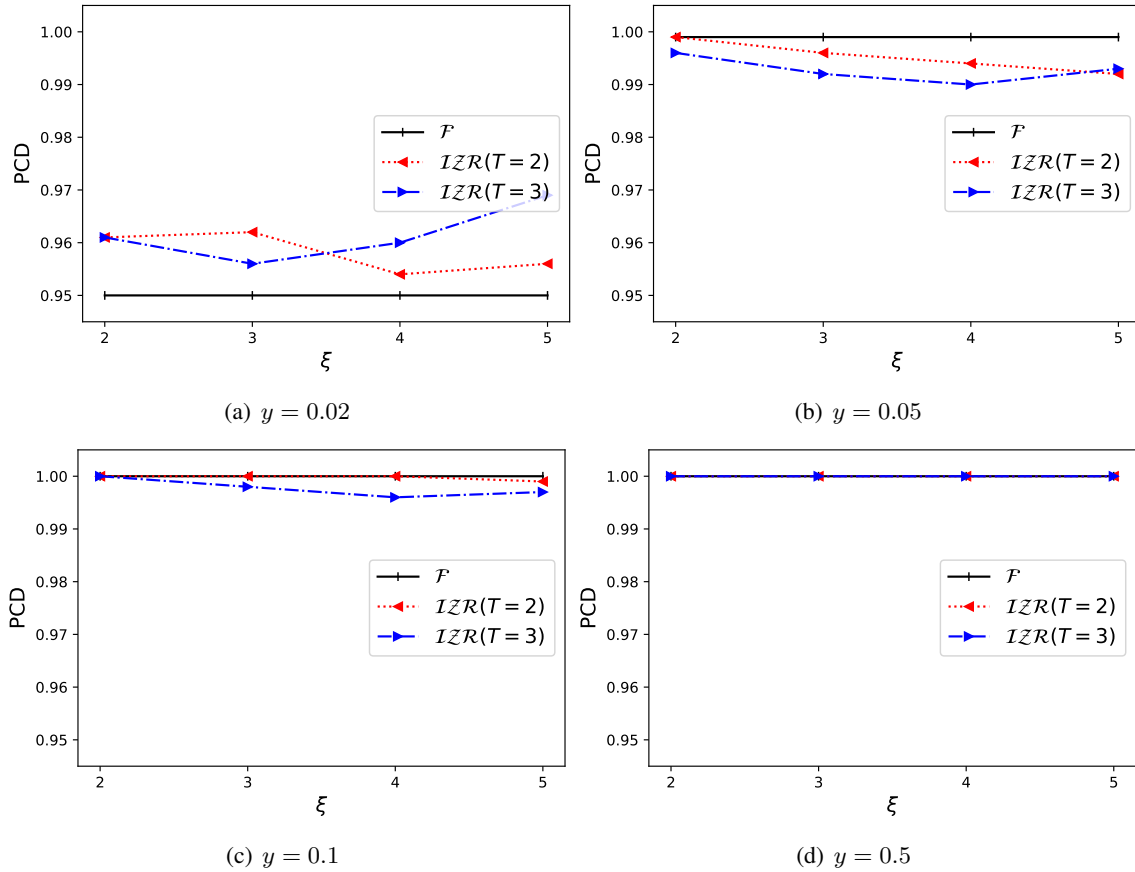 1.00
0.99
0.98
0.97
0.96
0.95
PCD
2 3 4 5
ξ
ℱ
ℐ𝒵ℛ(T = 2)
ℐ𝒵ℛ(T = 3)
(a) y = 0.02
1.00
0.99
0.98
0.97
0.96
0.95
PCD
2 3 4 5
ξ
ℱ
ℐ𝒵ℛ(T = 2)
ℐ𝒵ℛ(T = 3)
(b) y = 0.05
1.00
0.99
0.98
0.97
0.96
0.95
PCD
2 3 4 5
ξ
ℱ
ℐ𝒵ℛ(T = 2)
ℐ𝒵ℛ(T = 3)
(c) y = 0.1
1.00
0.99
0.98
0.97
0.96
0.95
PCD
2 3 4 5
ξ
ℱ
ℐ𝒵ℛ(T = 2)
ℐ𝒵ℛ(T = 3)
(d) y = 0.5